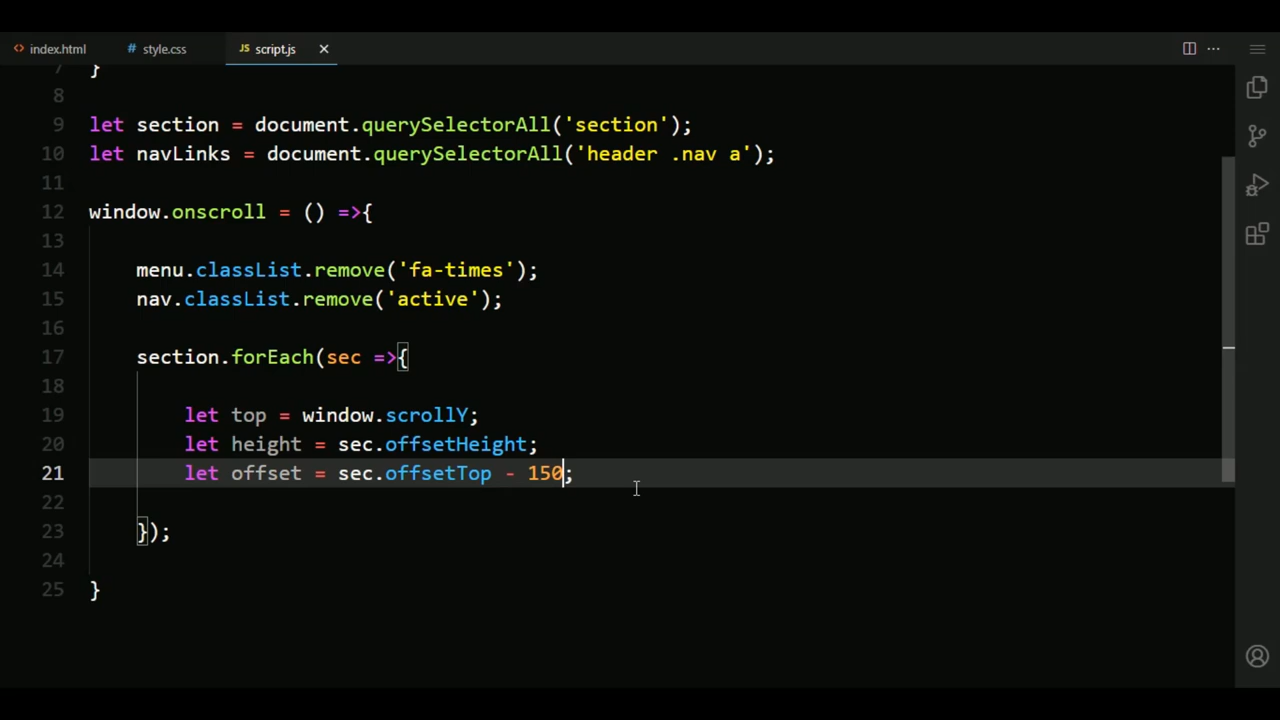 index.html
# style.css
JS script.js
7 }
8
9 let section = document.querySelectorAll('section');
10 let navLinks = document.querySelectorAll('header .nav a');
11
12 window.onscroll = () =>{
13
14 menu.classList.remove('fa-times');
15 nav.classList.remove('active');
16
17 section.forEach(sec =>{
18
19 let top = window.scrollY;
20 let height = sec.offsetHeight;
21 let offset = sec.offsetTop - 150;
22
23 });
24
25 }